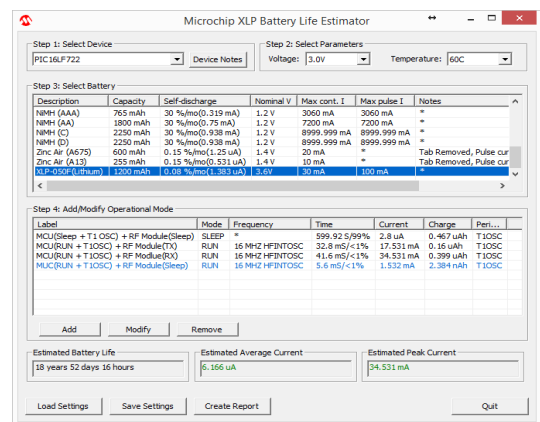 Microchip XLP Battery Life Estimator
Step 1: Select Device
PIC16LF722
Device Notes
Step 2: Select Parameters
Voltage: 3.0V
Temperature: 60C
Step 3: Select Battery
Description Capacity Self-discharge Nominal V Max cont. I Max pulse I Notes
NiMH (AAA) 765 mAh 30 %/mo(0.319 mA) 1.2 V 3060 mA 3060 mA *
NiMH (AA) 1800 mAh 30 %/mo(0.75 mA) 1.2 V 7200 mA 7200 mA *
NiMH (C) 2250 mAh 30 %/mo(0.938 mA) 1.2 V 8999.999 mA 8999.999 mA *
NiMH (D) 2250 mAh 30 %/mo(0.938 mA) 1.2 V 8999.999 mA 8999.999 mA *
Zinc Air (A675) 600 mAh 0.15 %/mo(1.25 uA) 1.4 V 20 mA * Tab Removed, Pulse cur
Zinc Air (A13) 255 mAh 0.15 %/mo(0.531 uA) 1.4 V 10 mA * Tab Removed, Pulse cur
XLP-050F(Lithium) 1200 mAh 0.08 %/mo(1.383 uA) 3.6V 30 mA 100 mA *
Step 4: Add/Modify Operational Mode
Label Mode Frequency Time Current Charge Peri...
MCU(Sleep + T1 OSC) + RF Module(Sleep) SLEEP * 599.92 S/99% 2.8 uA 0.467 uAh T1OSC
MCU(RUN + T1OSC) + RF Module(TX) RUN 16 MHZ HFINTOSC 32.8 mS/<1% 17.531 mA 0.16 uAh T1OSC
MCU(RUN + T1OSC) + RF Modlue(RX) RUN 16 MHZ HFINTOSC 41.6 mS/<1% 34.531 mA 0.399 uAh T1OSC
MUC(RUN + T1OSC) + RF Module(Sleep) RUN 16 MHZ HFINTOSC 5.6 mS/<1% 1.532 mA 2.384 nAh T1OSC
Add Modify Remove
Estimated Battery Life
18 years 52 days 16 hours
Estimated Average Current
6.166 uA
Estimated Peak Current
34.531 mA
Load Settings Save Settings Create Report Quit